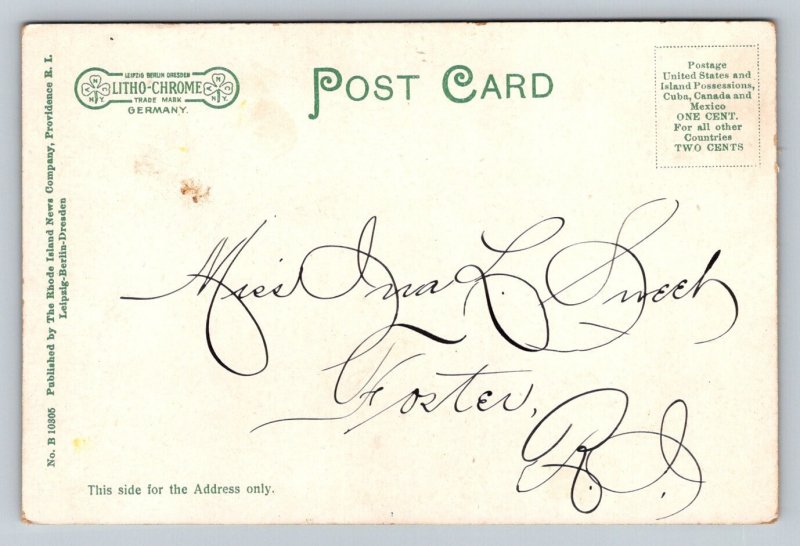 LEIPZIG BERLIN DRESDEN
LITHO-CHROME
TRADE MARK
GERMANY.
POST CARD
Postage
United States and
Island Possessions,
Cuba, Canada and
Mexico
ONE CENT.
For all other
Countries
TWO CENTS
No. B 10305 Published by The Rhode Island News Company, Providence R. I.
Leipzig-Berlin-Dresden
Miss Ina L. Sweet
Foster,
R.I.
This side for the Address only.